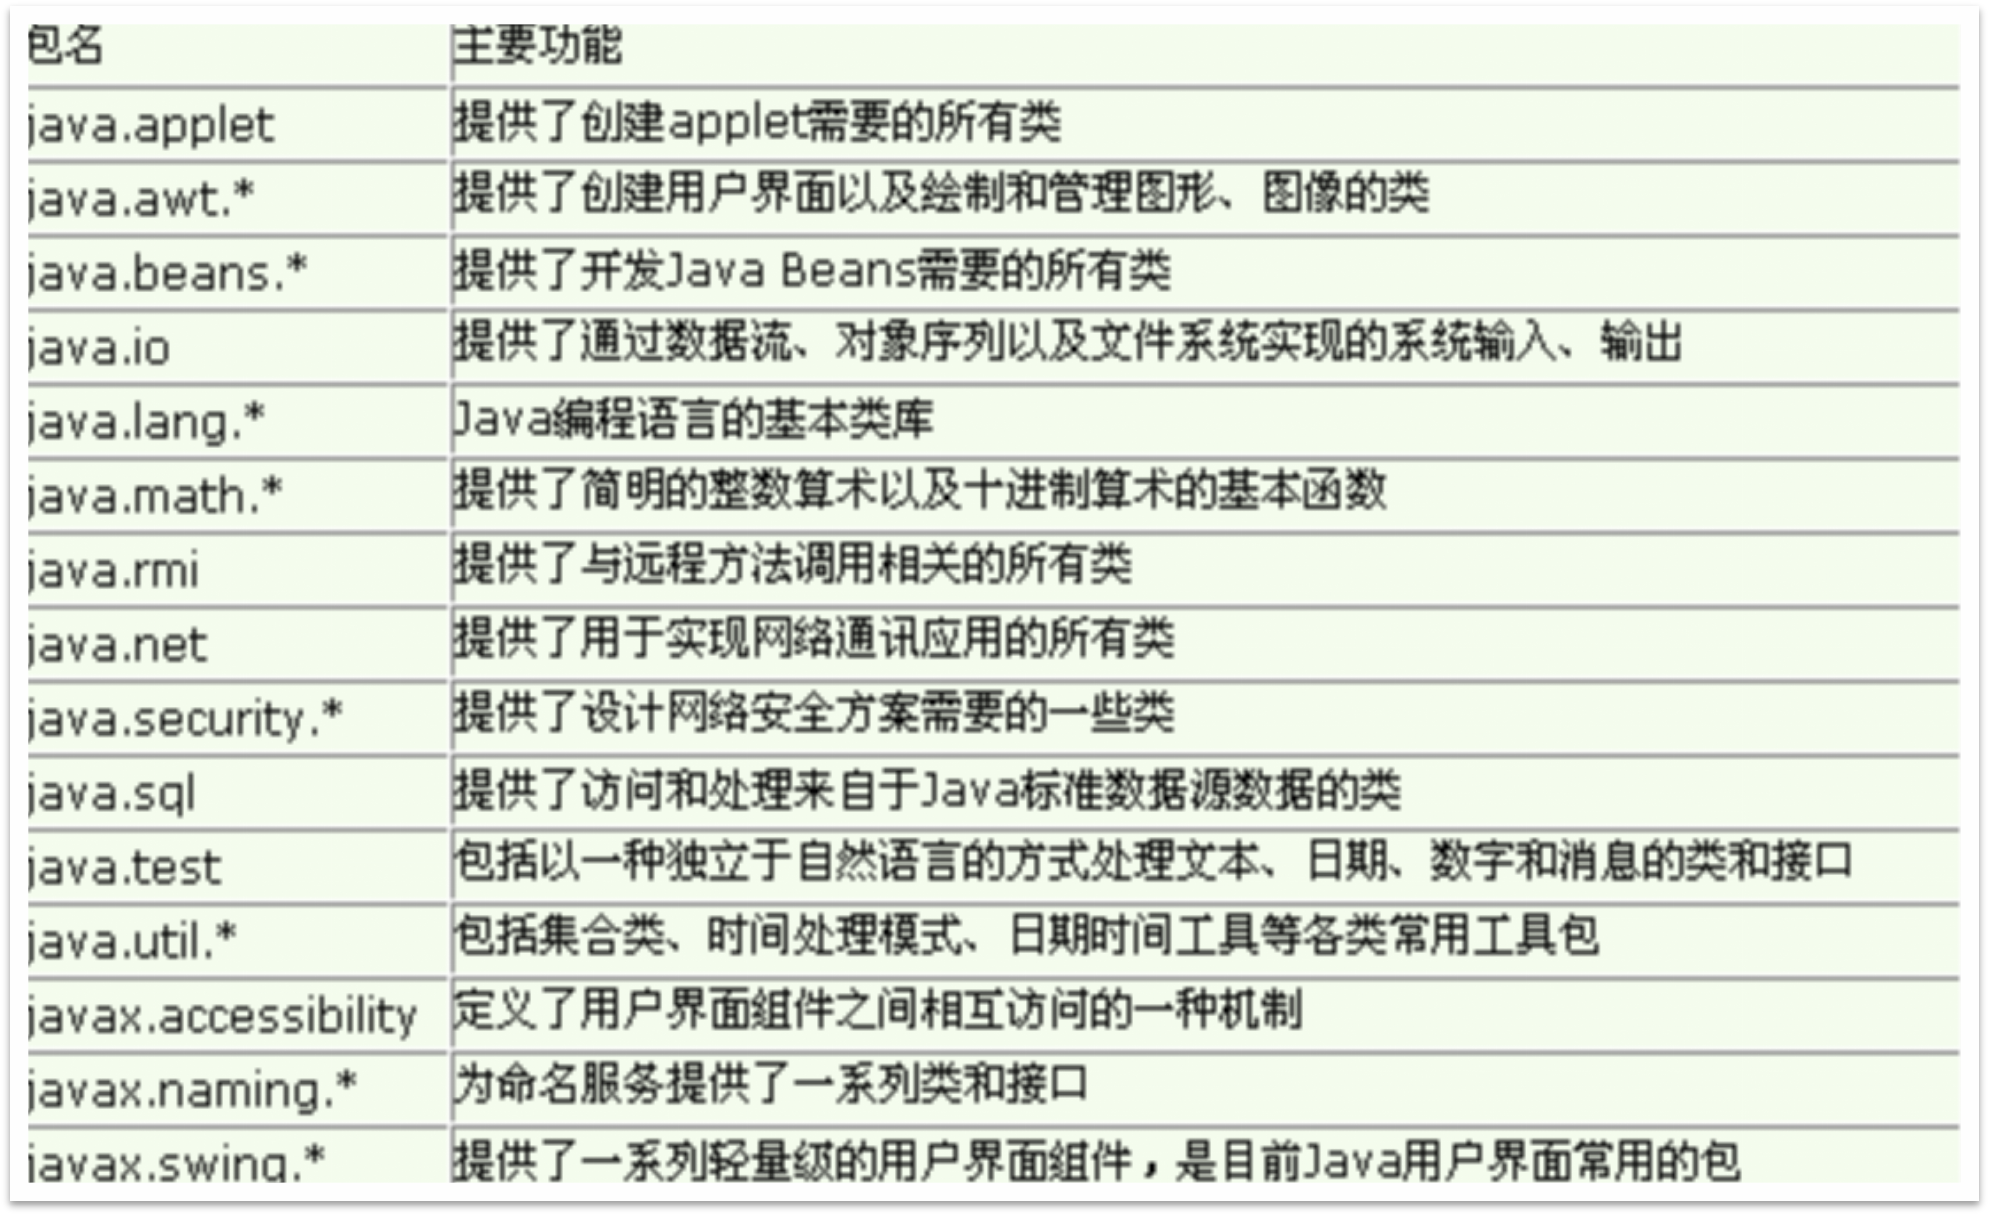 包名 主要功能
java.applet 提供了创建applet需要的所有类
java.awt.* 提供了创建用户界面以及绘制和管理图形、图像的类
java.beans.* 提供了开发Java Beans需要的所有类
java.io 提供了通过数据流、对象序列以及文件系统实现的系统输入、输出
java.lang.* Java编程语言的基本类库
java.math.* 提供了简明的整数算术以及十进制算术的基本函数
java.rmi 提供了与远程方法调用相关的所有类
java.net 提供了用于实现网络通讯应用的所有类
java.security.* 提供了设计网络安全方案需要的一些类
java.sql 提供了访问和处理来自于Java标准数据源数据的类
java.test 包括以一种独立于自然语言的方式处理文本、日期、数字和消息的类和接口
java.util.* 包括集合类、时间处理模式、日期时间工具等各类常用工具包
javax.accessibility 定义了用户界面组件之间相互访问的一种机制
javax.naming.* 为命名服务提供了一系列类和接口
javax.swing.* 提供了一系列轻量级的用户界面组件，是目前Java用户界面常用的包